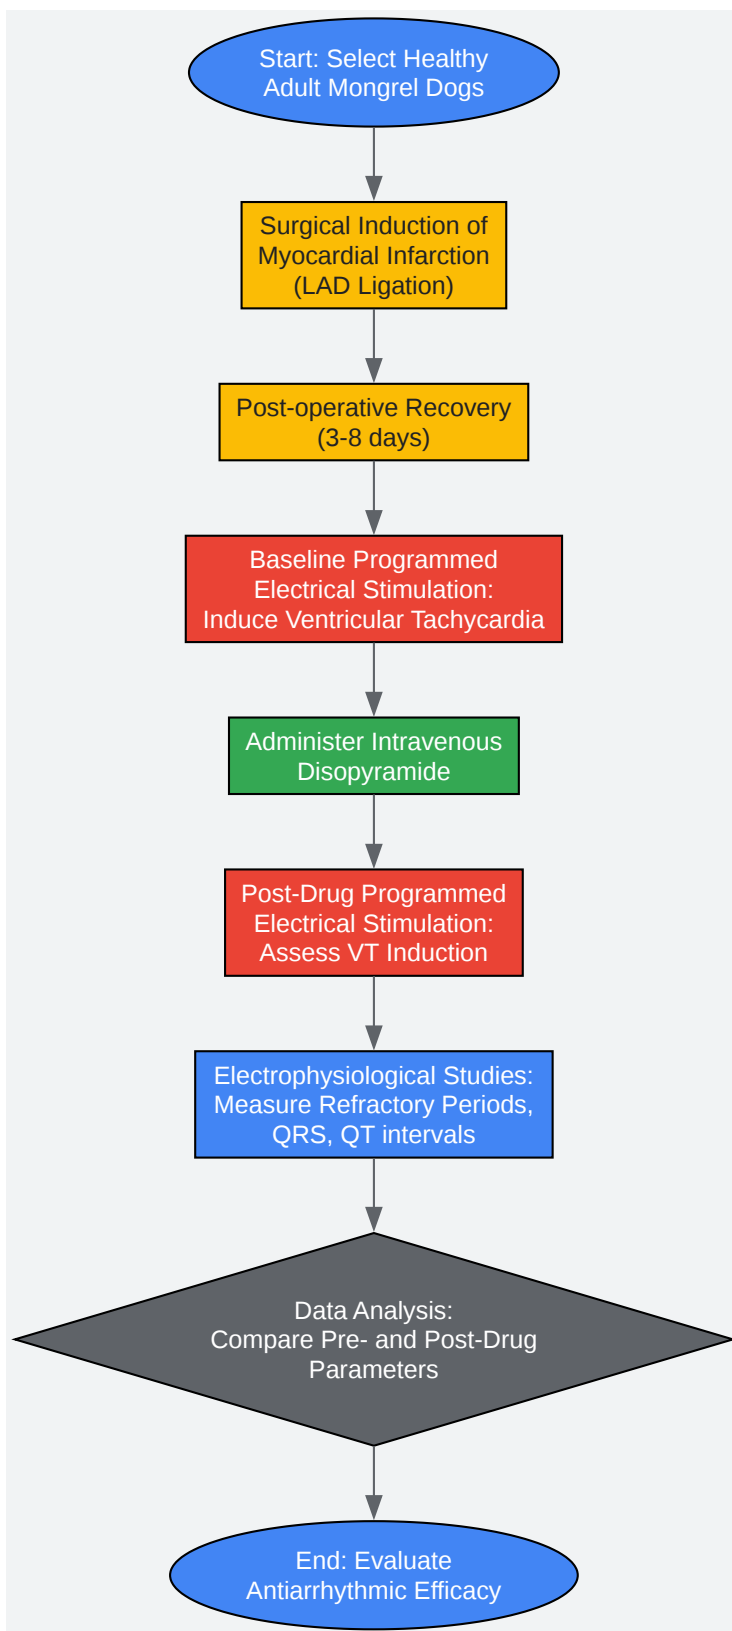 Start: Select Healthy
Adult Mongrel Dogs
Surgical Induction of
Myocardial Infarction
(LAD Ligation)
Post-operative Recovery
(3-8 days)
Baseline Programmed
Electrical Stimulation:
Induce Ventricular Tachycardia
Administer Intravenous
Disopyramide
Post-Drug Programmed
Electrical Stimulation:
Assess VT Induction
Electrophysiological Studies:
Measure Refractory Periods,
QRS, QT intervals
Data Analysis:
Compare Pre- and Post-Drug
Parameters
End: Evaluate
Antiarrhythmic Efficacy